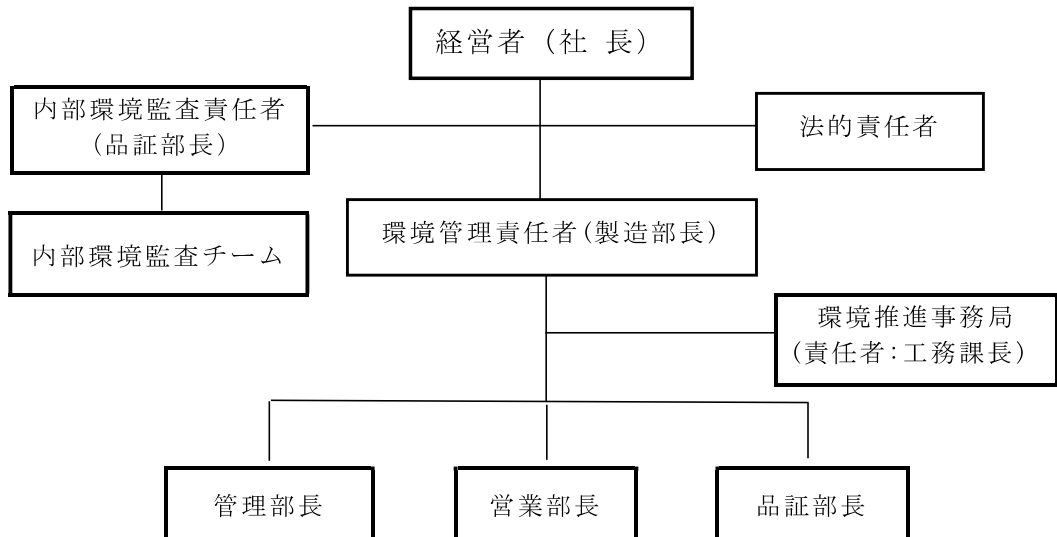 経営者（社 長）
内部環境監査責任者
(品証部長)
法的責任者
内部環境監査チーム
環境管理責任者(製造部長)
環境推進事務局
(責任者:工務課長)
管理部長
営業部長
品証部長